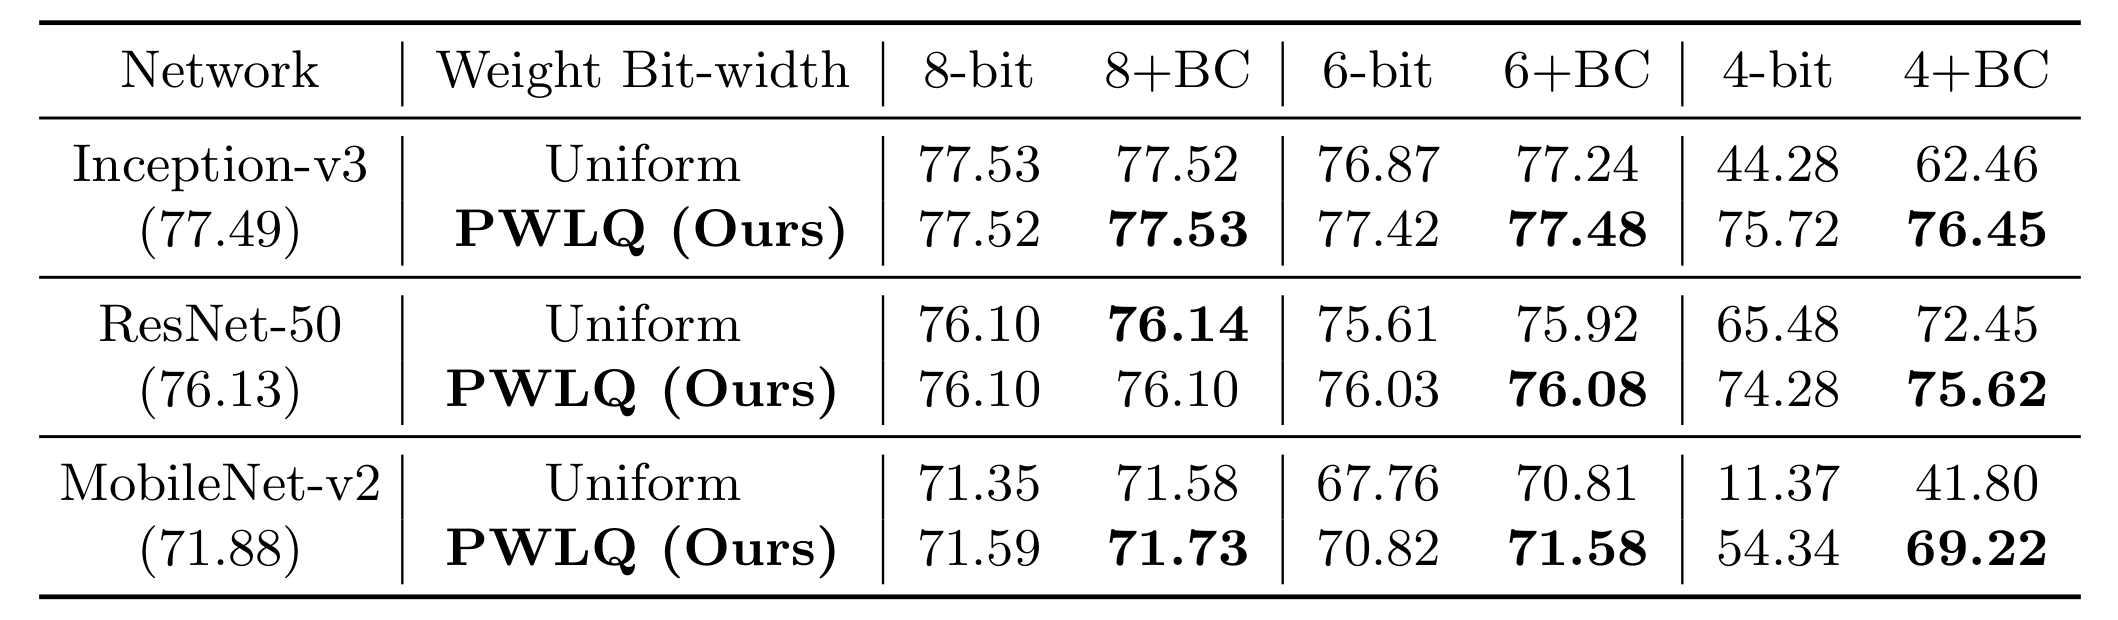 Network Weight Bit-width 8-bit 8+BC 6-bit 6+BC 4-bit 4+BC
Inception-v3 Uniform 77.53 77.52 76.87 77.24 44.28 62.46
(77.49) PWLQ (Ours) 77.52 77.53 77.42 77.48 75.72 76.45
ResNet-50 Uniform 76.10 76.14 75.61 75.92 65.48 72.45
(76.13) PWLQ (Ours) 76.10 76.10 76.03 76.08 74.28 75.62
MobileNet-v2 Uniform 71.35 71.58 67.76 70.81 11.37 41.80
(71.88) PWLQ (Ours) 71.59 71.73 70.82 71.58 54.34 69.22